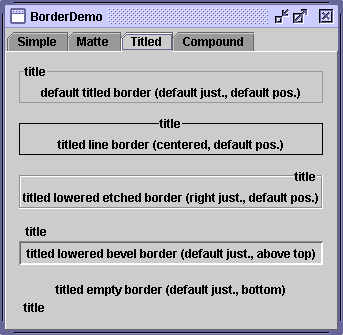 BorderDemo
Simple Matte Titled Compound
title
default titled border (default just., default pos.)
title
titled line border (centered, default pos.)
title
titled lowered etched border (right just., default pos.)
title
titled lowered bevel border (default just., above top)
titled empty border (default just., bottom)
title